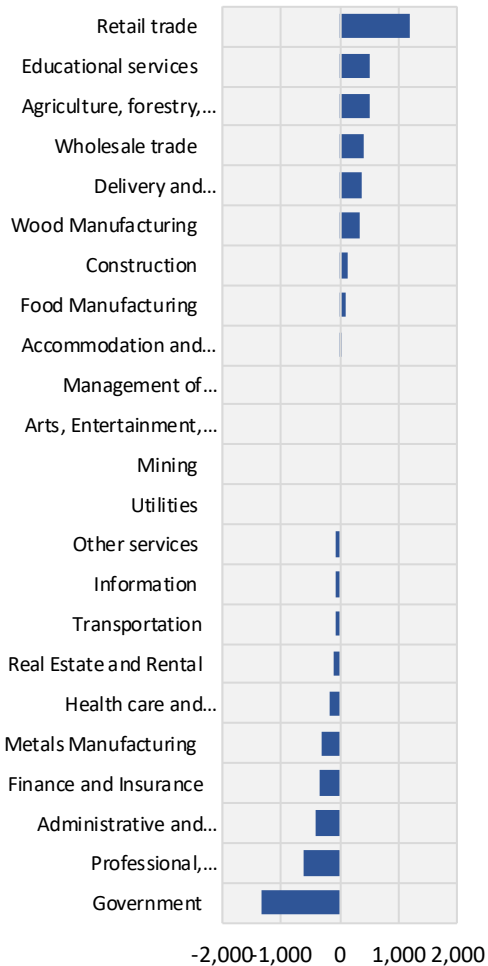 Retail trade
Educational services
Agriculture, forestry,...
Wholesale trade
Delivery and...
Wood Manufacturing
Construction
Food Manufacturing
Accommodation and...
Management of...
Arts, Entertainment,...
Mining
Utilities
Other services
Information
Transportation
Real Estate and Rental
Health care and...
Metals Manufacturing
Finance and Insurance
Administrative and...
Professional,...
Government
-2,000 -1,000 0 1,000 2,000